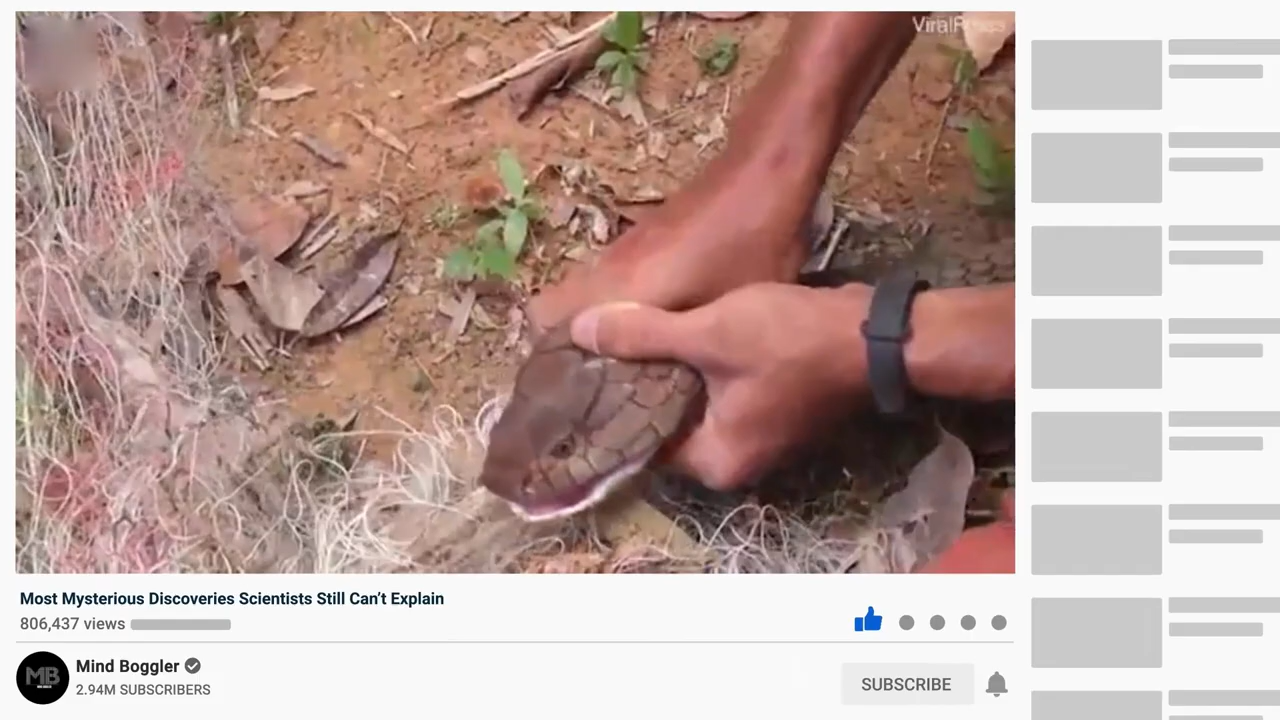 ViralPress
Most Mysterious Discoveries Scientists Still Can't Explain
806,437 views
MB
Mind Boggler
2.94M SUBSCRIBERS
SUBSCRIBE